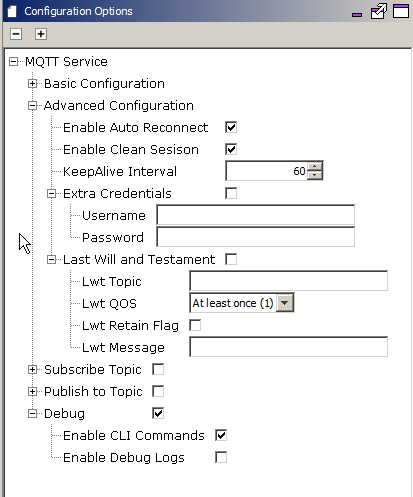 Configuration Options
MQTT Service
Basic Configuration
Advanced Configuration
Enable Auto Reconnect
Enable Clean Sesison
KeepAlive Interval 60
Extra Credentials
Username
Password
Last Will and Testament
Lwt Topic
Lwt QOS At least once (1)
Lwt Retain Flag
Lwt Message
Subscribe Topic
Publish to Topic
Debug
Enable CLI Commands
Enable Debug Logs